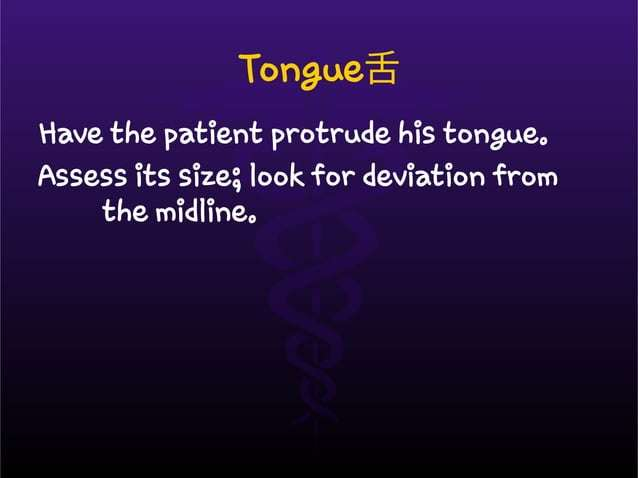 Tongue舌
Have the patient protrude his tongue.
Assess its size; look for deviation from
the midline.